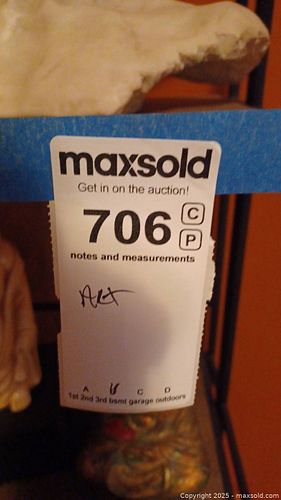 maxsold
Get in on the auction!
706 C
P
notes and measurements
Art
A C D
1st 2nd 3rd bsmt garage outdoors
Copyright 2025 - maxsold.com